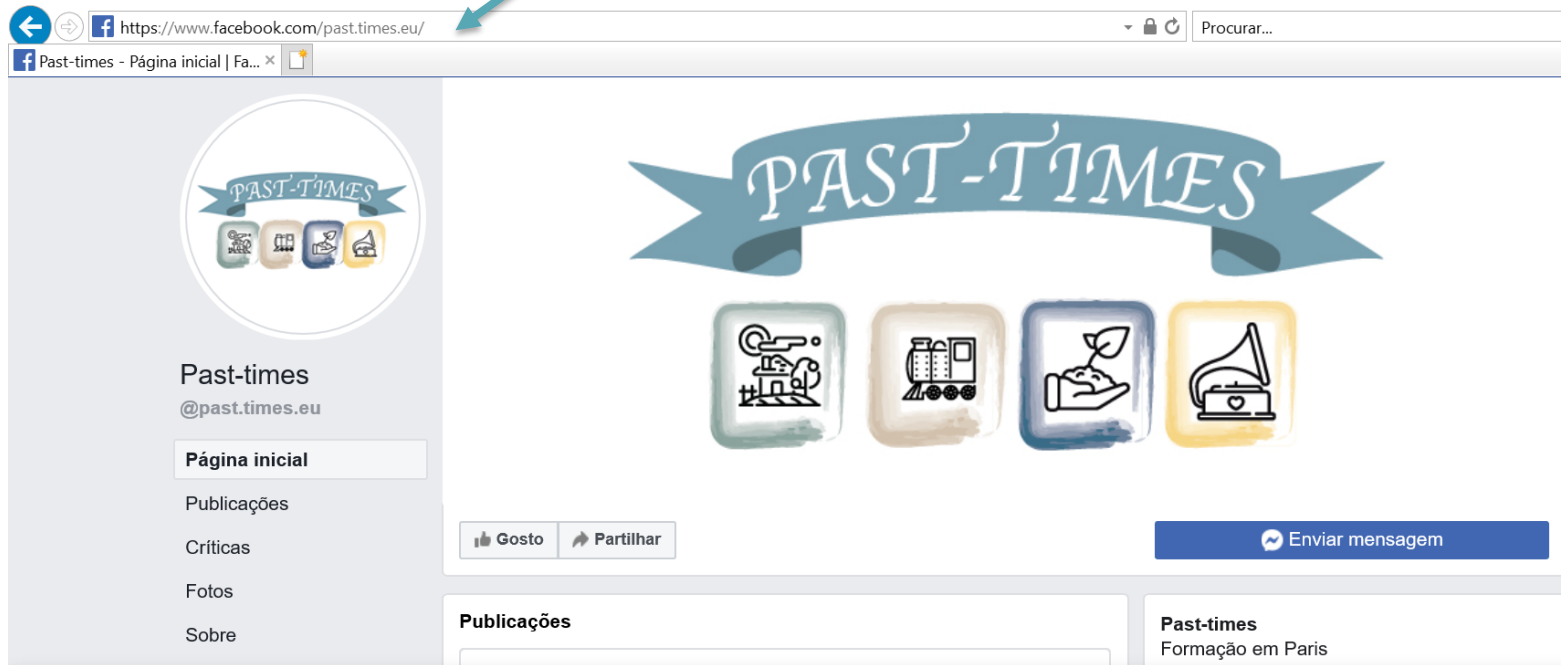 https://www.facebook.com/past.times.eu/
Procurar...
Past-times - Página inicial | Fa...
PAST-TIMES
PAST-TIMES
Past-times
@past.times.eu
Página inicial
Publicações
Críticas
Fotos
Sobre
Gosto
Partilhar
Enviar mensagem
Publicações
Past-times
Formação em Paris